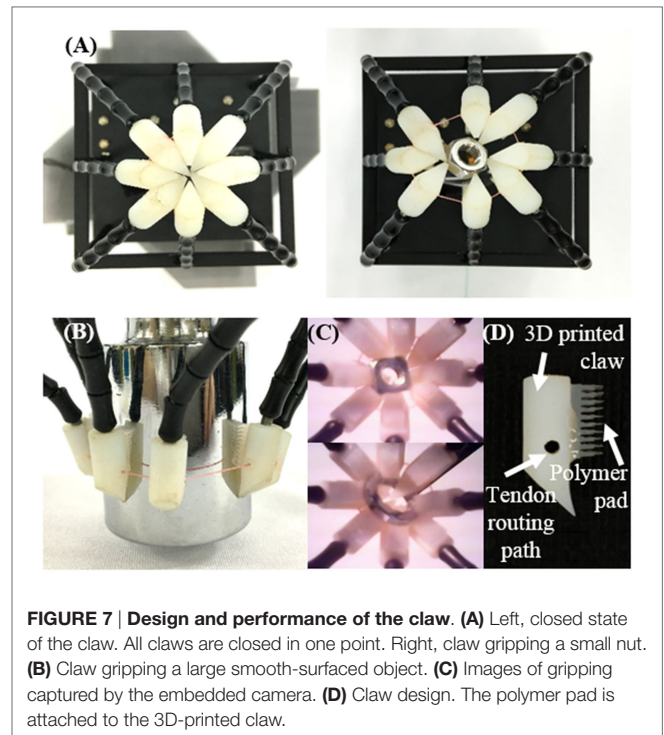 (A)
(B)
(C)
(D) 3D printed
claw
Polymer
pad
Tendon
routing
path
FIGURE 7 | Design and performance of the claw. (A) Left, closed state
of the claw. All claws are closed in one point. Right, claw gripping a small nut.
(B) Claw gripping a large smooth-surfaced object. (C) Images of gripping
captured by the embedded camera. (D) Claw design. The polymer pad is
attached to the 3D-printed claw.